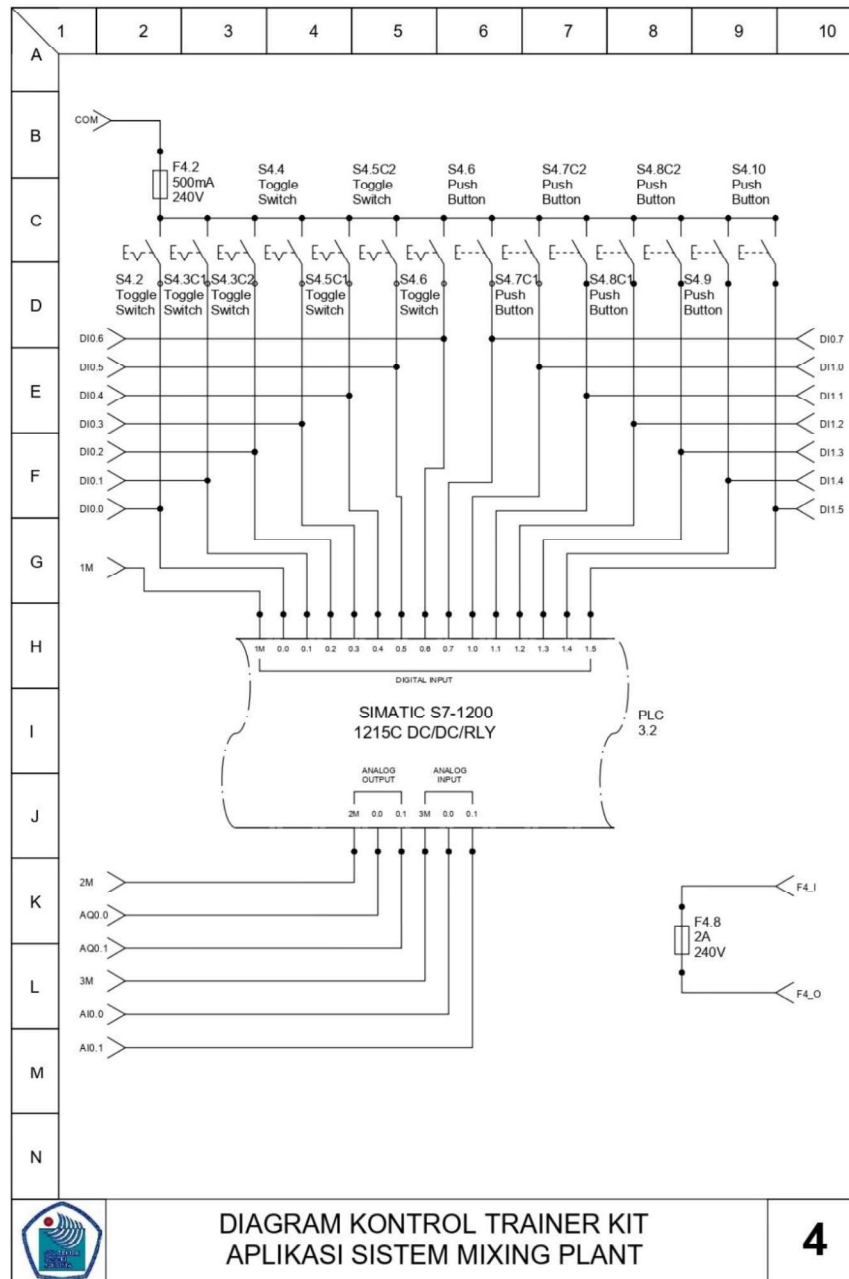 1 2 3 4 5 6 7 8 9 10
A
B
C
D
E
F
G
H
I
J
K
L
M
N
COM
F4.2
500mA
240V
S4.4
Toggle
Switch
S4.5C2
Toggle
Switch
S4.6
Push
Button
S4.7C2
Push
Button
S4.8C2
Push
Button
S4.10
Push
Button
S4.2
Toggle
Switch
S4.3C1
Toggle
Switch
S4.3C2
Toggle
Switch
S4.5C1
Toggle
Switch
S4.6
Toggle
Switch
S4.7C1
Push
Button
S4.8C1
Push
Button
S4.9
Push
Button
DI0.6
DI0.5
DI0.4
DI0.3
DI0.2
DI0.1
DI0.0
1M
DI0.7
DI1.0
DI1.1
DI1.2
DI1.3
DI1.4
DI1.5
1M 0.0 0.1 0.2 0.3 0.4 0.5 0.6 0.7 1.0 1.1 1.2 1.3 1.4 1.5
DIGITAL INPUT
SIMATIC S7-1200
1215C DC/DC/RLY
PLC
3.2
ANALOG
OUTPUT
ANALOG
INPUT
2M 0.0 0.1 3M 0.0 0.1
2M
AQ0.0
AQ0.1
3M
AI0.0
AI0.1
F4_I
F4.8
2A
240V
F4_O
DIAGRAM KONTROL TRAINER KIT
APLIKASI SISTEM MIXING PLANT
4